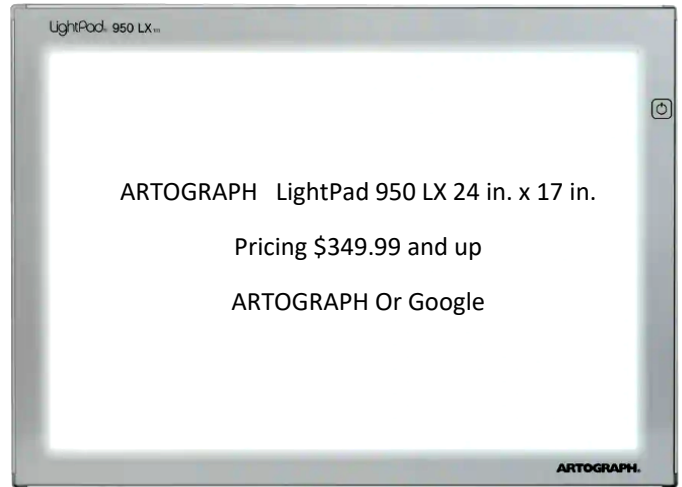 LightPad® 950 LX™
ARTOGRAPH   LightPad 950 LX 24 in. x 17 in.
Pricing $349.99 and up
ARTOGRAPH Or Google
ARTOGRAPH®